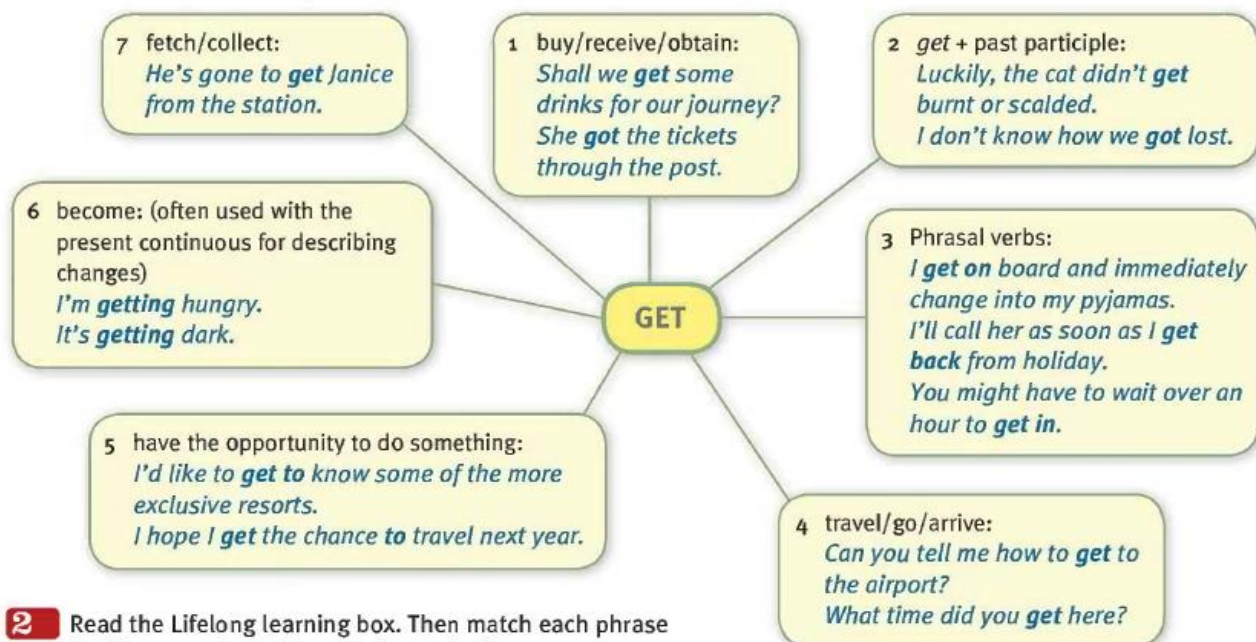 7 fetch/collect:
He's gone to get Janice
from the station.
1 buy/receive/obtain:
Shall we get some
drinks for our journey?
She got the tickets
through the post.
2 get + past participle:
Luckily, the cat didn't get
burnt or scalded.
I don't know how we got lost.
6 become: (often used with the
present continuous for describing
changes)
I'm getting hungry.
It's getting dark.
GET
3 Phrasal verbs:
I get on board and immediately
change into my pyjamas.
I'll call her as soon as I get
back from holiday.
You might have to wait over an
hour to get in.
5 have the opportunity to do something:
I'd like to get to know some of the more
exclusive resorts.
I hope I get the chance to travel next year.
4 travel/go/arrive:
Can you tell me how to get to
the airport?
What time did you get here?
2 Read the Lifelong learning box. Then match each phrase